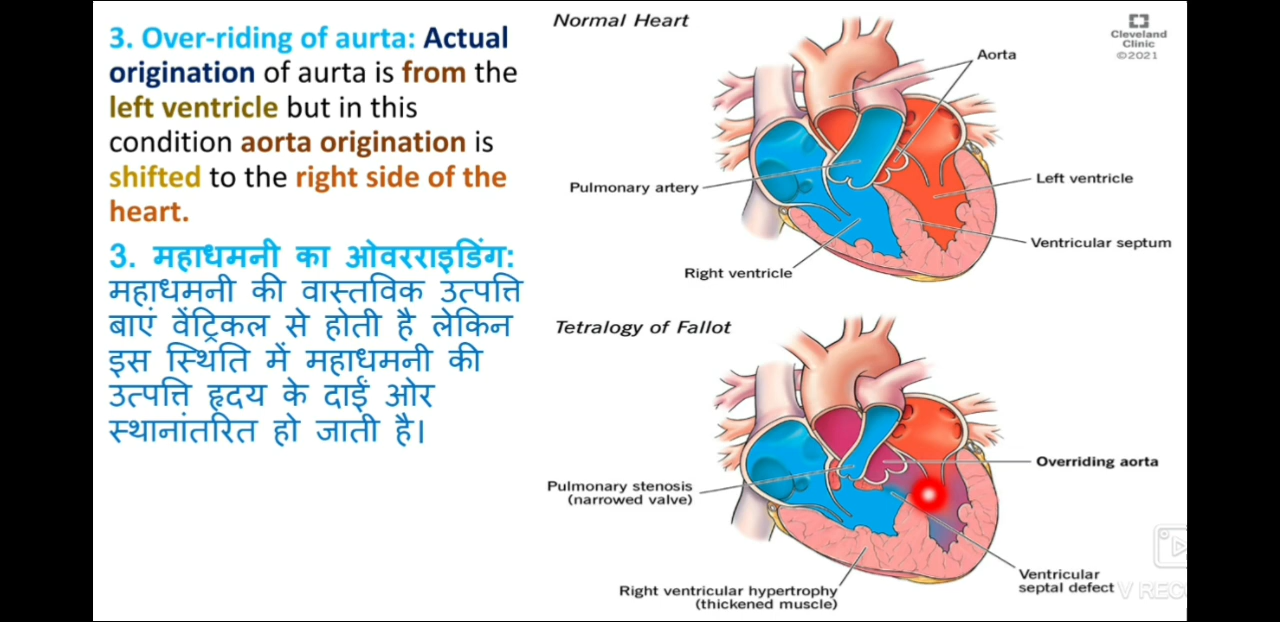 3. Over-riding of aurta: Actual
origination of aurta is from the
left ventricle but in this
condition aorta origination is
shifted to the right side of the
heart.
3. महाधमनी का ओवरराइडिंग:
महाधमनी की वास्तविक उत्पत्ति
बाएं वेंट्रिकल से होती है लेकिन
इस स्थिति में महाधमनी की
उत्पत्ति हृदय के दाईं ओर
स्थानांतरित हो जाती है।
Normal Heart
Cleveland
Clinic
©2021
Aorta
Pulmonary artery
Left ventricle
Ventricular septum
Right ventricle
Tetralogy of Fallot
Overriding aorta
Pulmonary stenosis
(narrowed valve)
Ventricular
septal defect
Right ventricular hypertrophy
(thickened muscle)
V REC